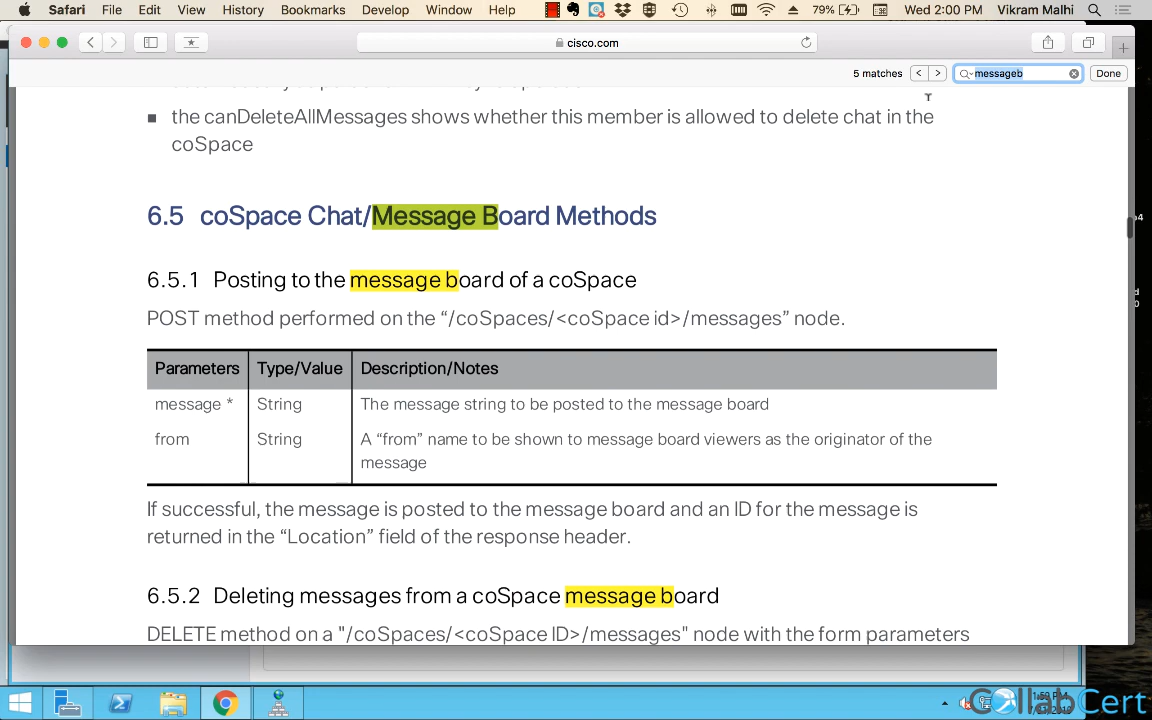 Safari File Edit View History Bookmarks Develop Window Help 79% Wed 2:00 PM Vikram Malhi
cisco.com
5 matches messageb Done
the canDeleteAllMessages shows whether this member is allowed to delete chat in the
coSpace
6.5 coSpace Chat/Message Board Methods
6.5.1 Posting to the message board of a coSpace
POST method performed on the “/coSpaces/<coSpace id>/messages” node.
Parameters Type/Value Description/Notes
message * String The message string to be posted to the message board
from String A “from” name to be shown to message board viewers as the originator of the
message
If successful, the message is posted to the message board and an ID for the message is
returned in the “Location” field of the response header.
6.5.2 Deleting messages from a coSpace message board
DELETE method on a "/coSpaces/<coSpace ID>/messages" node with the form parameters
CollabCert